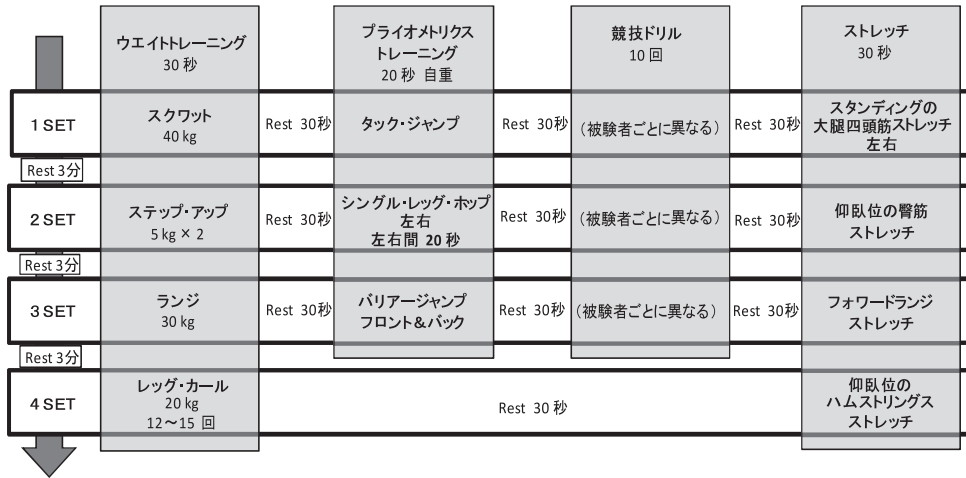 ウエイトトレーニング
30 秒
プライオメトリクス
トレーニング
20 秒 自重
競技ドリル
10 回
ストレッチ
30 秒
1 SET
スクワット
40 kg
Rest 30秒
タック・ジャンプ
Rest 30秒
(被験者ごとに異なる)
Rest 30秒
スタンディングの
大腿四頭筋ストレッチ
左右
Rest 3分
2 SET
ステップ・アップ
5 kg × 2
Rest 30秒
シングル・レッグ・ホップ
左右
左右間 20 秒
Rest 30秒
(被験者ごとに異なる)
Rest 30秒
仰臥位の臀筋
ストレッチ
Rest 3分
3 SET
ランジ
30 kg
Rest 30秒
バリアージャンプ
フロント&バック
Rest 30秒
(被験者ごとに異なる)
Rest 30秒
フォワードランジ
ストレッチ
Rest 3分
4 SET
レッグ・カール
20 kg
12～15 回
Rest 30 秒
仰臥位の
ハムストリングス
ストレッチ